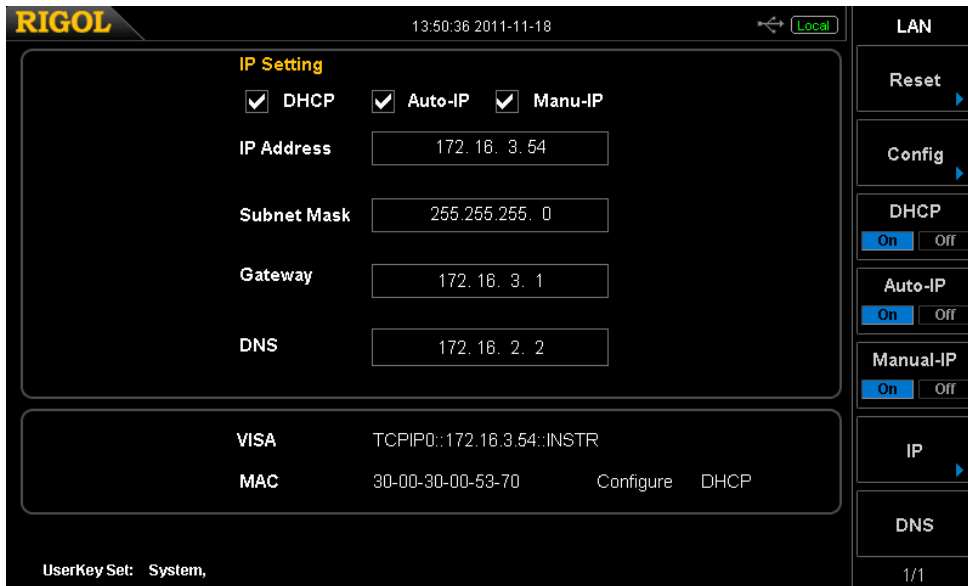 RIGOL
13:50:36 2011-11-18
Local
LAN
IP Setting
DHCP Auto-IP Manu-IP
IP Address 172. 16. 3. 54
Subnet Mask 255.255.255. 0
Gateway 172. 16. 3. 1
DNS 172. 16. 2. 2
VISA TCPIP0::172.16.3.54::INSTR
MAC 30-00-30-00-53-70 Configure DHCP
UserKey Set: System,
Reset
Config
DHCP
On Off
Auto-IP
On Off
Manual-IP
On Off
IP
DNS
1/1